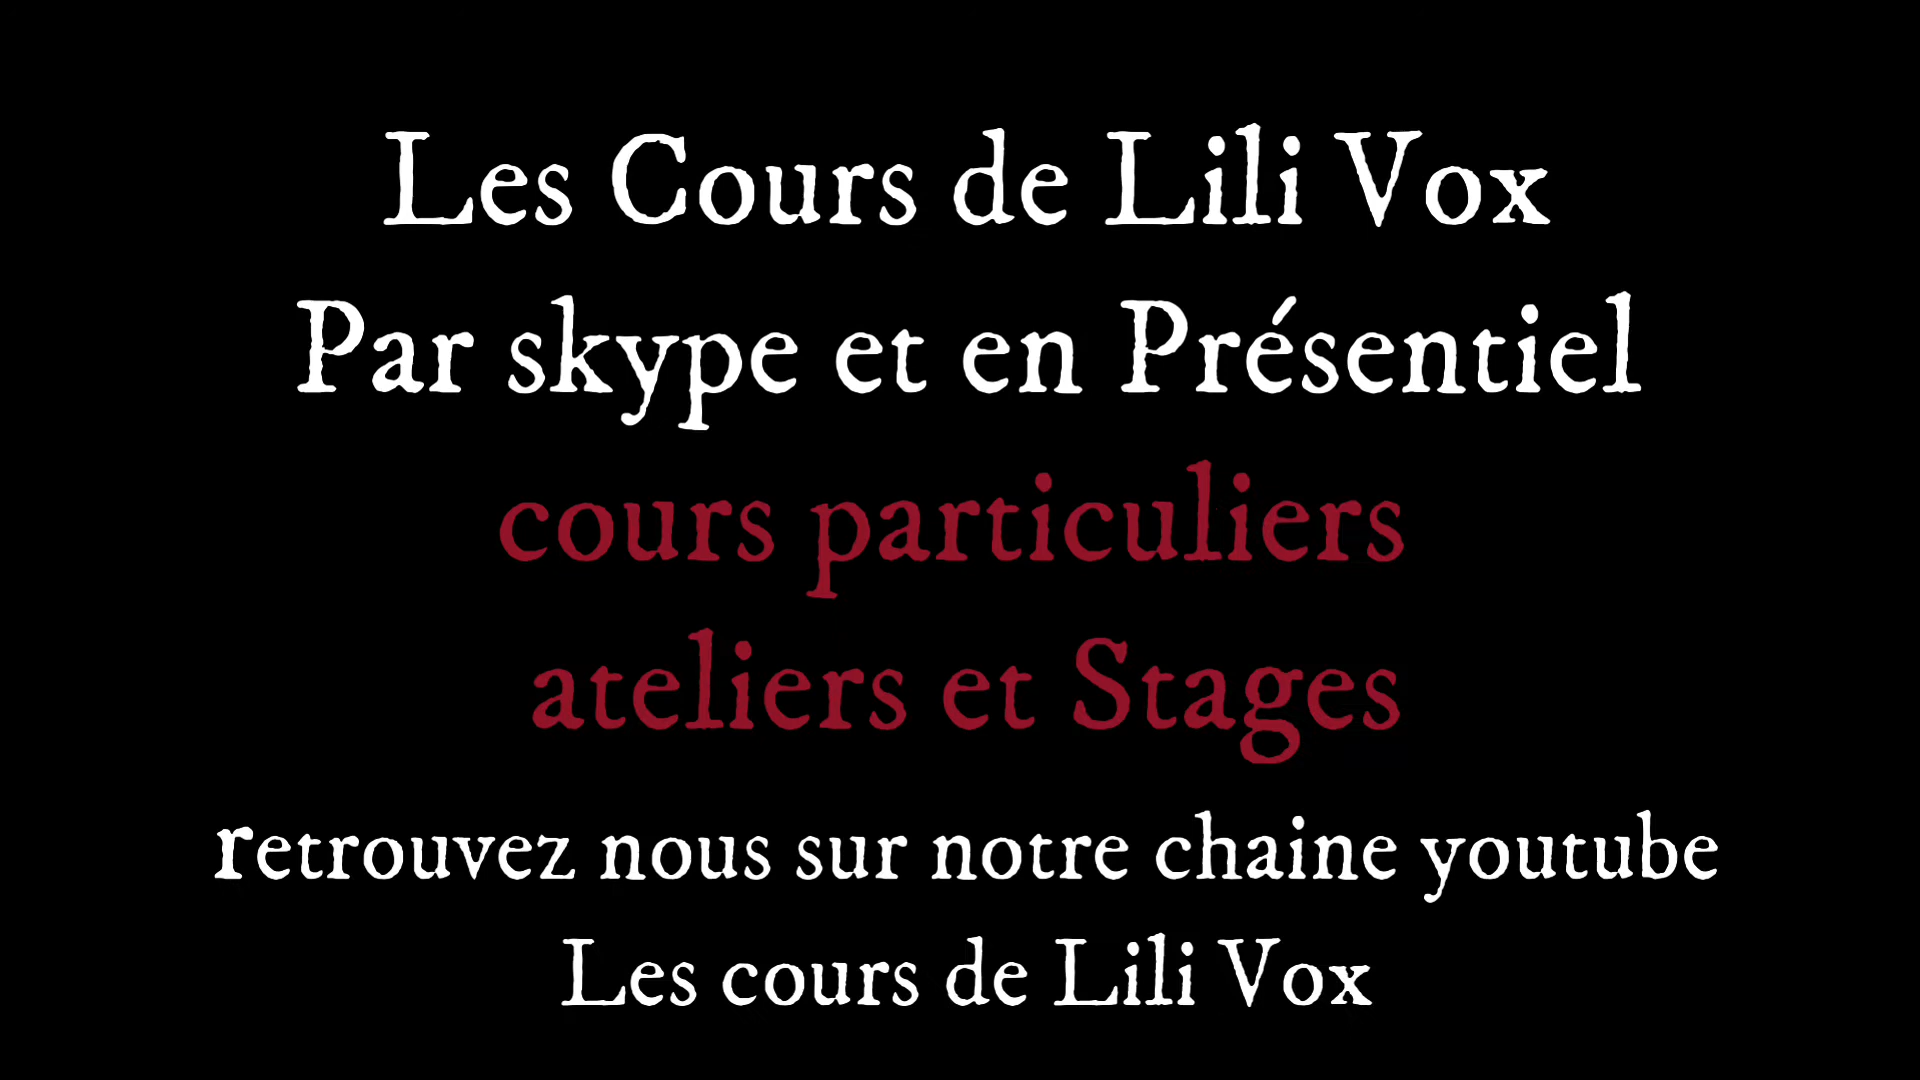 Les Cours de Lili Vox
Par skype et en Présentiel
cours particuliers
ateliers et Stages
retrouvez nous sur notre chaine youtube
Les cours de Lili Vox